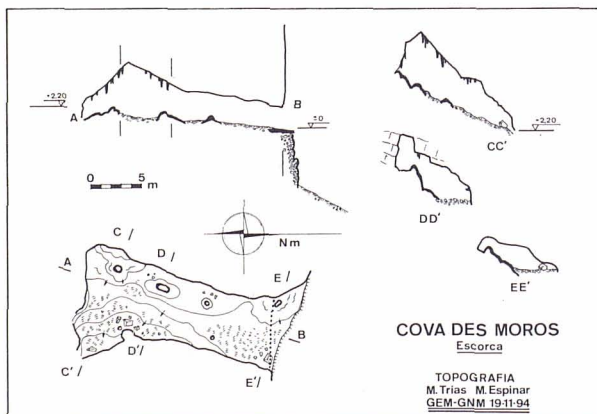 +2,20
A
B
±0
0 5
m
+2,20
CC'
DD'
EE'
N m
C /
A
D /
E /
B
C' /
D' /
E' /
COVA DES MOROS
Escorca
TOPOGRAFIA
M. Trias M. Espinar
GEM-GNM 19-11-94